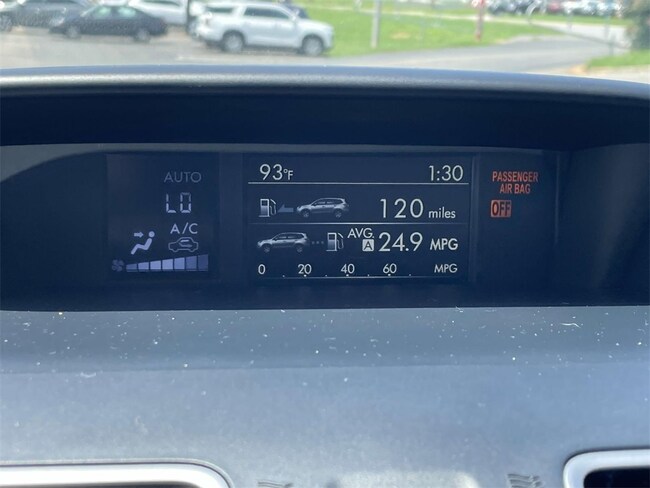 AUTO
LO
A/C
93°F 1:30
120 miles
AVG.
A 24.9 MPG
0 20 40 60 MPG
PASSENGER
AIR BAG
OFF